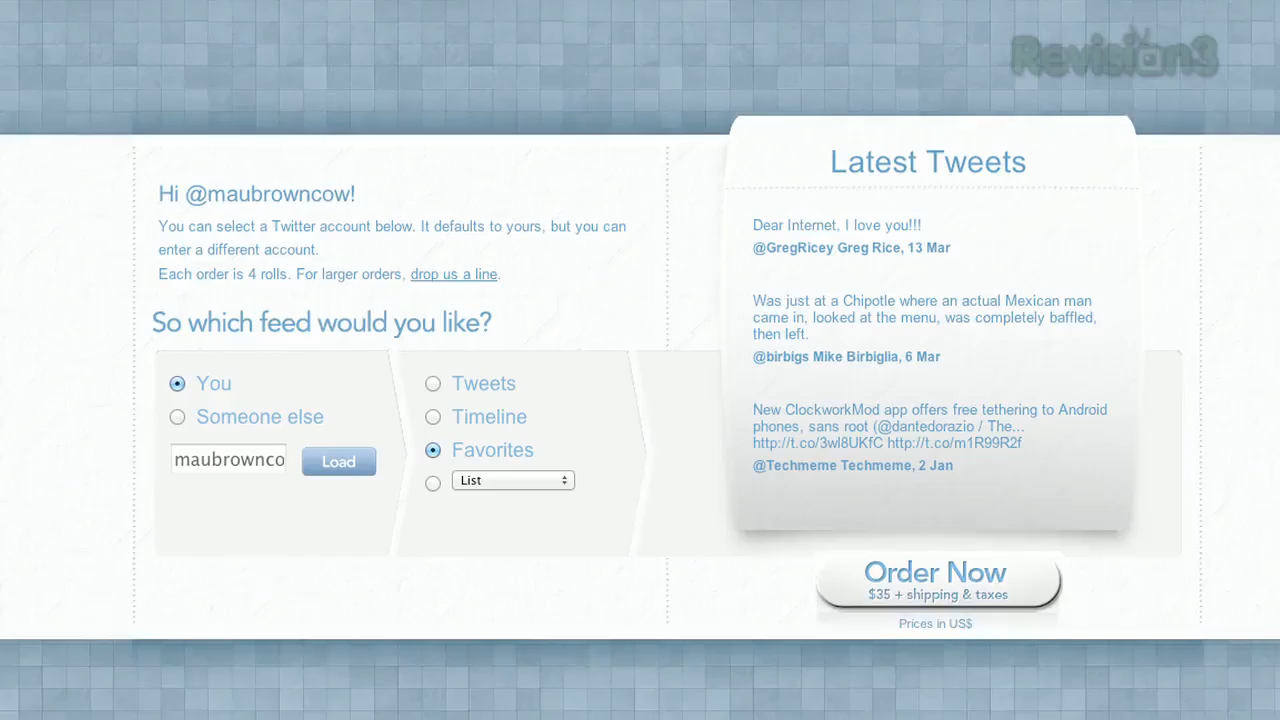 Revision3
Hi @maubrowncow!
You can select a Twitter account below. It defaults to yours, but you can
enter a different account.
Each order is 4 rolls. For larger orders, drop us a line.
So which feed would you like?
You
Someone else
maubrownco
Load
Tweets
Timeline
Favorites
List
Latest Tweets
Dear Internet, I love you!!!
@GregRicey Greg Rice, 13 Mar
Was just at a Chipotle where an actual Mexican man
came in, looked at the menu, was completely baffled,
then left.
@birbigs Mike Birbiglia, 6 Mar
New ClockworkMod app offers free tethering to Android
phones, sans root (@dantedorazio / The...
http://t.co/3wl8UKfC http://t.co/m1R99R2f
@Techmeme Techmeme, 2 Jan
Order Now
$35 + shipping & taxes
Prices in US$